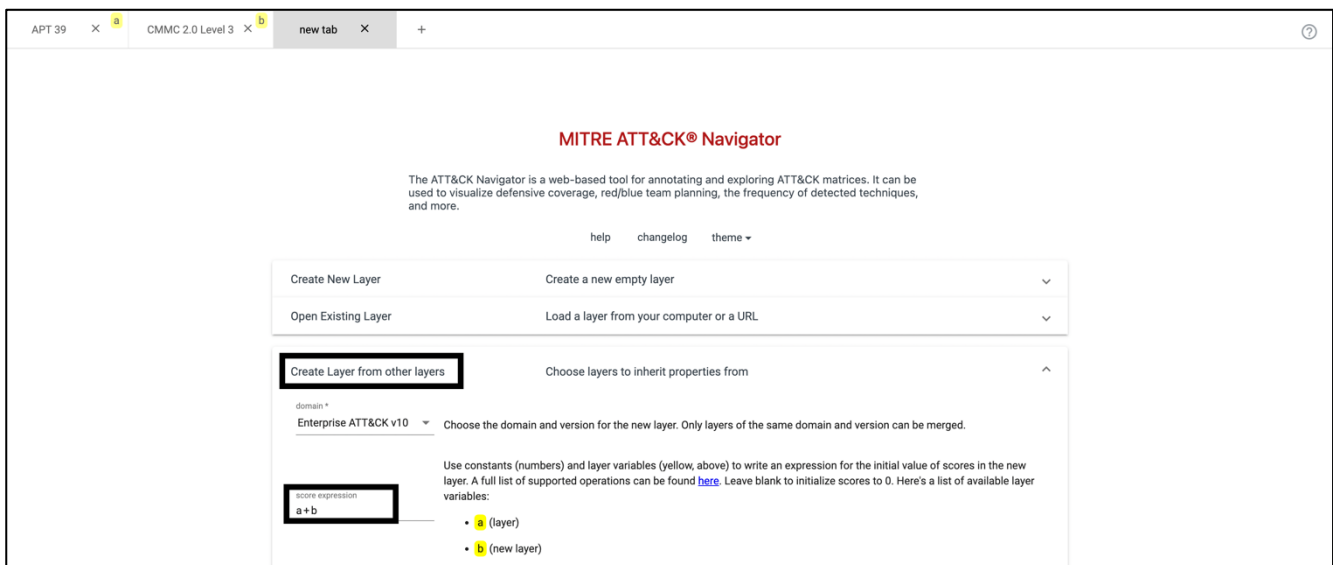 APT 39 × a CMMC 2.0 Level 3 × b new tab × + ?
MITRE ATT&CK® Navigator
The ATT&CK Navigator is a web-based tool for annotating and exploring ATT&CK matrices. It can be
used to visualize defensive coverage, red/blue team planning, the frequency of detected techniques,
and more.
help changelog theme
Create New Layer Create a new empty layer
Open Existing Layer Load a layer from your computer or a URL
Create Layer from other layers Choose layers to inherit properties from
domain *
Enterprise ATT&CK v10 Choose the domain and version for the new layer. Only layers of the same domain and version can be merged.
Use constants (numbers) and layer variables (yellow, above) to write an expression for the initial value of scores in the new
layer. A full list of supported operations can be found here. Leave blank to initialize scores to 0. Here's a list of available layer
variables:
score expression
a+b
• a (layer)
• b (new layer)